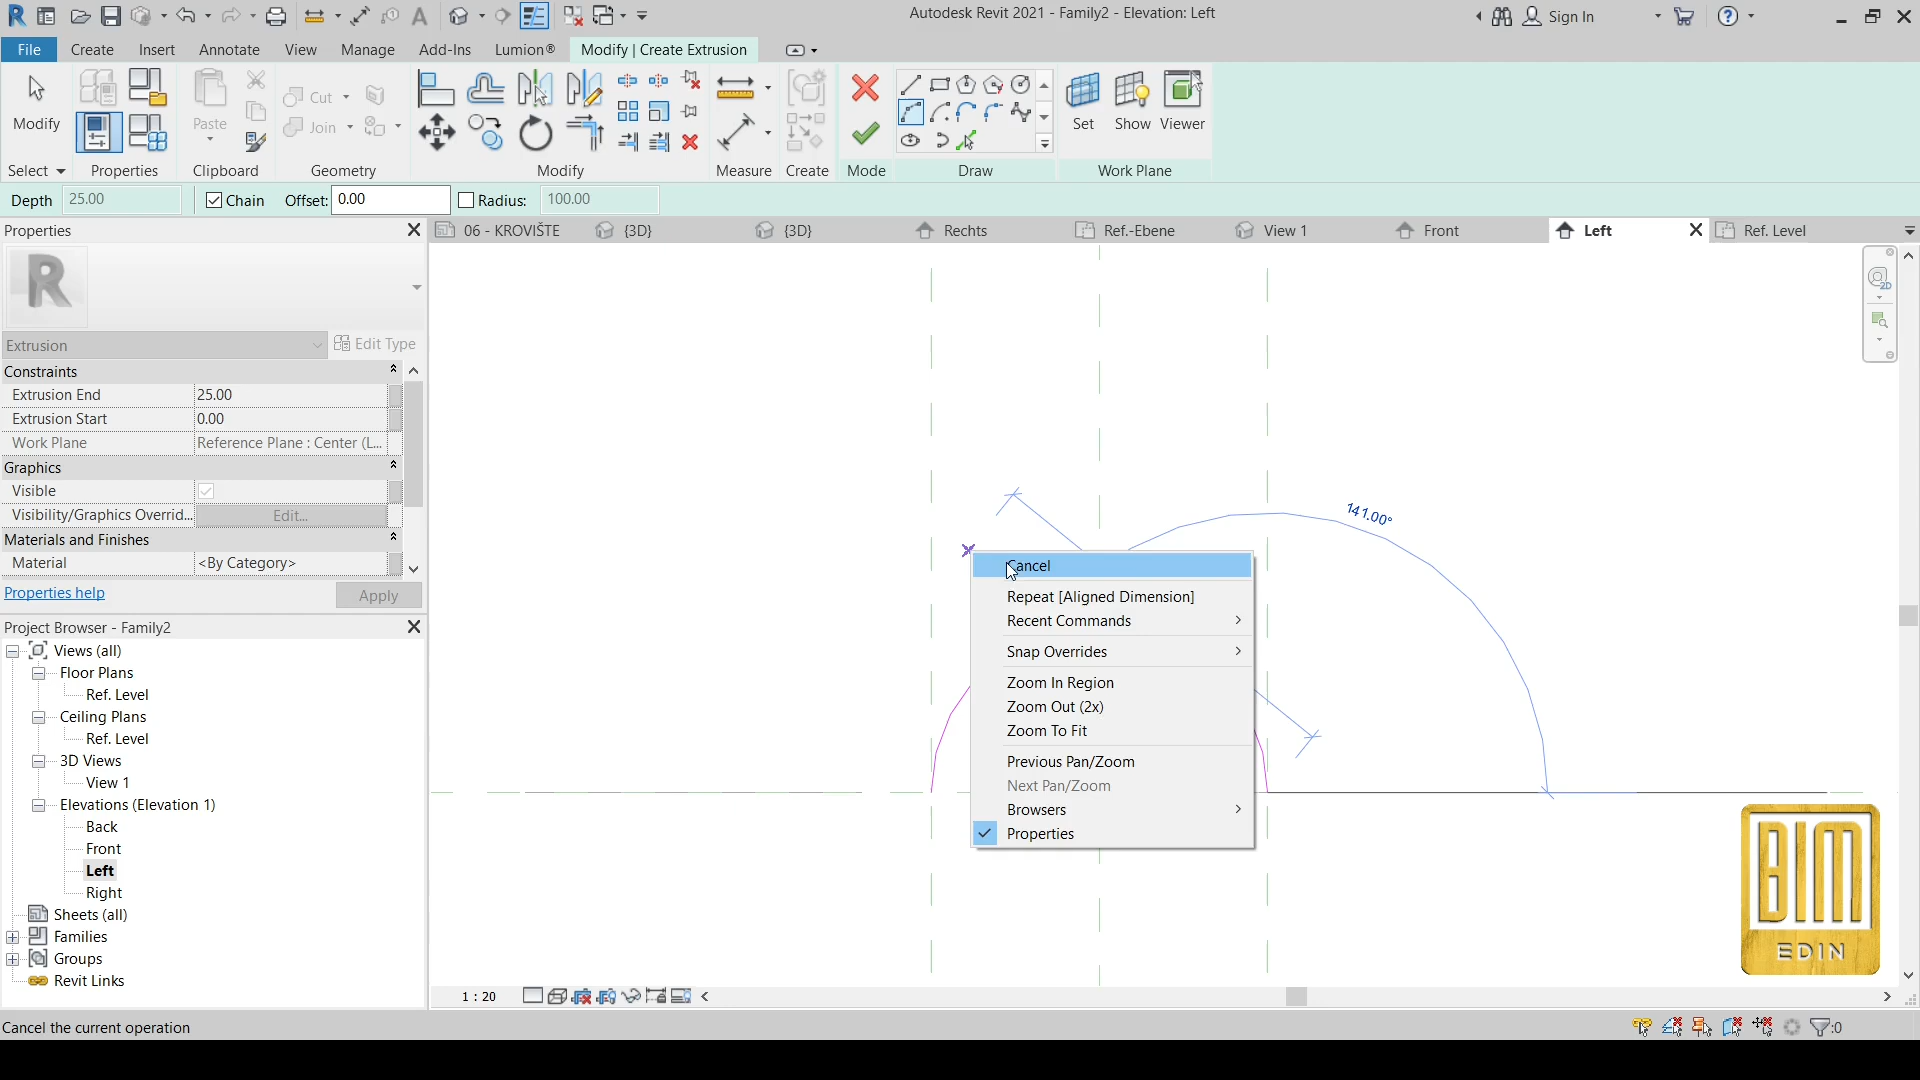 Autodesk Revit 2021 - Family2 - Elevation: Left
Sign In
File
Create
Insert
Annotate
View
Manage
Add-Ins
Lumion®
Modify | Create Extrusion
Modify
Paste
Cut
Join
Set
Show
Viewer
Select
Properties
Clipboard
Geometry
Modify
Measure
Create
Mode
Draw
Work Plane
Depth
25.00
Chain
Offset:
0.00
Radius:
100.00
Properties
06 - KROVIŠTE
{3D}
{3D}
Rechts
Ref.-Ebene
View 1
Front
Left
Ref. Level
R
Extrusion
Edit Type
Constraints
Extrusion End
25.00
Extrusion Start
0.00
Work Plane
Reference Plane : Center (L...
Graphics
Visible
Visibility/Graphics Overrid...
Edit...
Materials and Finishes
Material
<By Category>
Properties help
Apply
Project Browser - Family2
Views (all)
Floor Plans
Ref. Level
Ceiling Plans
Ref. Level
3D Views
View 1
Elevations (Elevation 1)
Back
Front
Left
Right
Sheets (all)
Families
Groups
Revit Links
2D
141.00°
Cancel
Repeat [Aligned Dimension]
Recent Commands
Snap Overrides
Zoom In Region
Zoom Out (2x)
Zoom To Fit
Previous Pan/Zoom
Next Pan/Zoom
Browsers
Properties
BIM
EDIN
1 : 20
Cancel the current operation
:0